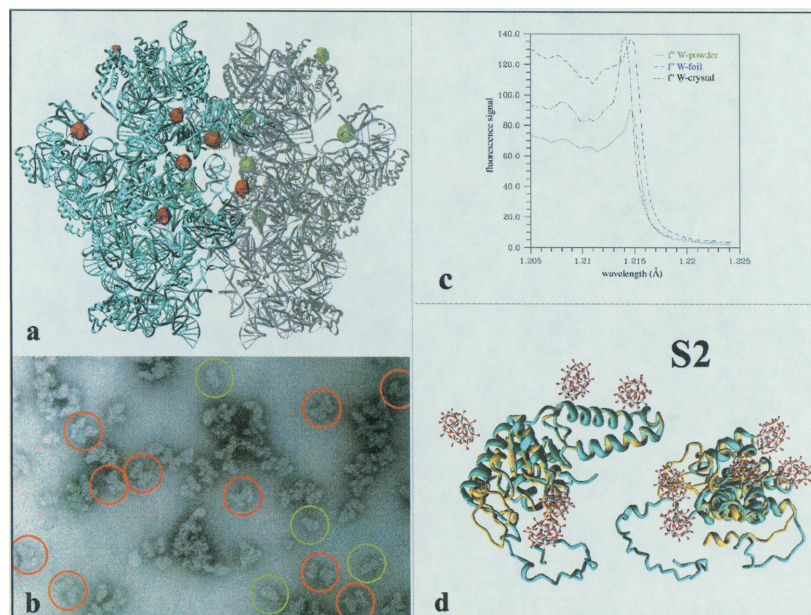 a
140.0
120.0
100.0
80.0
60.0
40.0
20.0
0.0
fluorescence signal
f" W-powder
f" W-foil
f" W-crystal
1.205
1.21
1.215
1.22
1.225
wavelength (Å)
c
b
S2
d